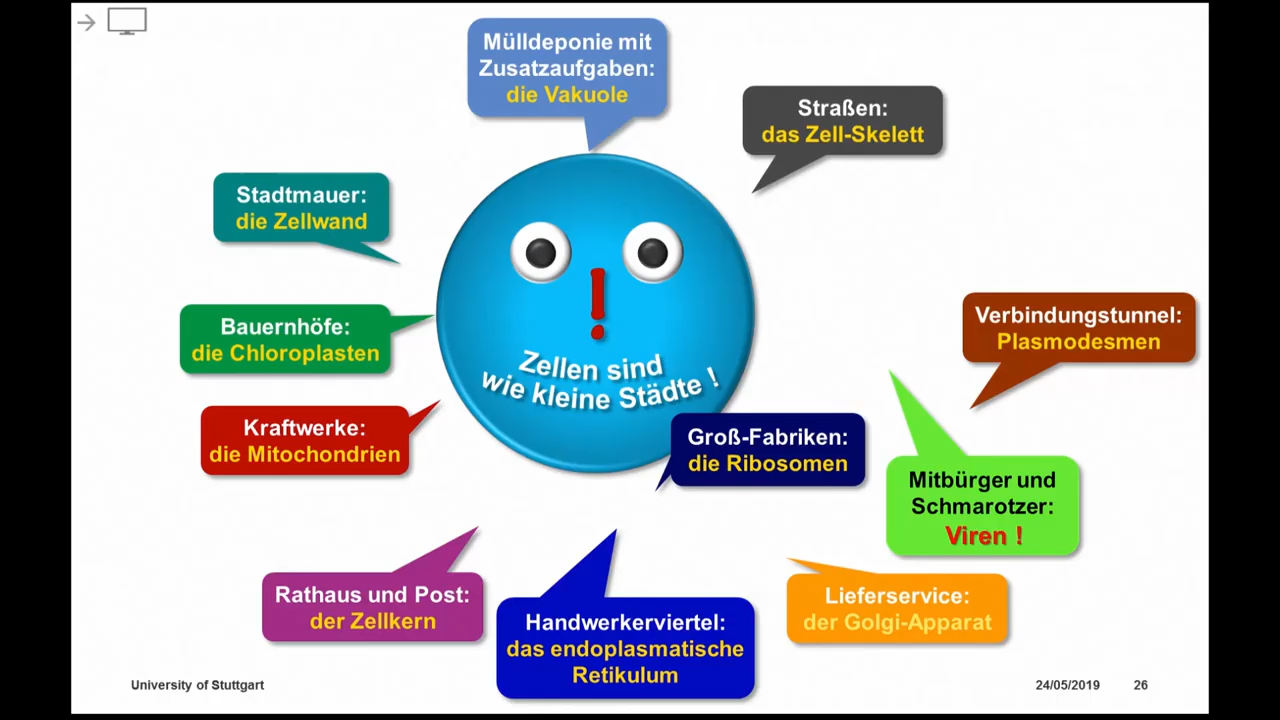 Mülldeponie mit
Zusatzaufgaben:
die Vakuole
Straßen:
das Zell-Skelett
Stadtmauer:
die Zellwand
Bauernhöfe:
die Chloroplasten
Verbindungstunnel:
Plasmodesmen
!
Zellen sind
wie kleine Städte !
Kraftwerke:
die Mitochondrien
Groß-Fabriken:
die Ribosomen
Mitbürger und
Schmarotzer:
Viren !
Rathaus und Post:
der Zellkern
Handwerkerviertel:
das endoplasmatische
Retikulum
Lieferservice:
der Golgi-Apparat
University of Stuttgart
24/05/2019
26